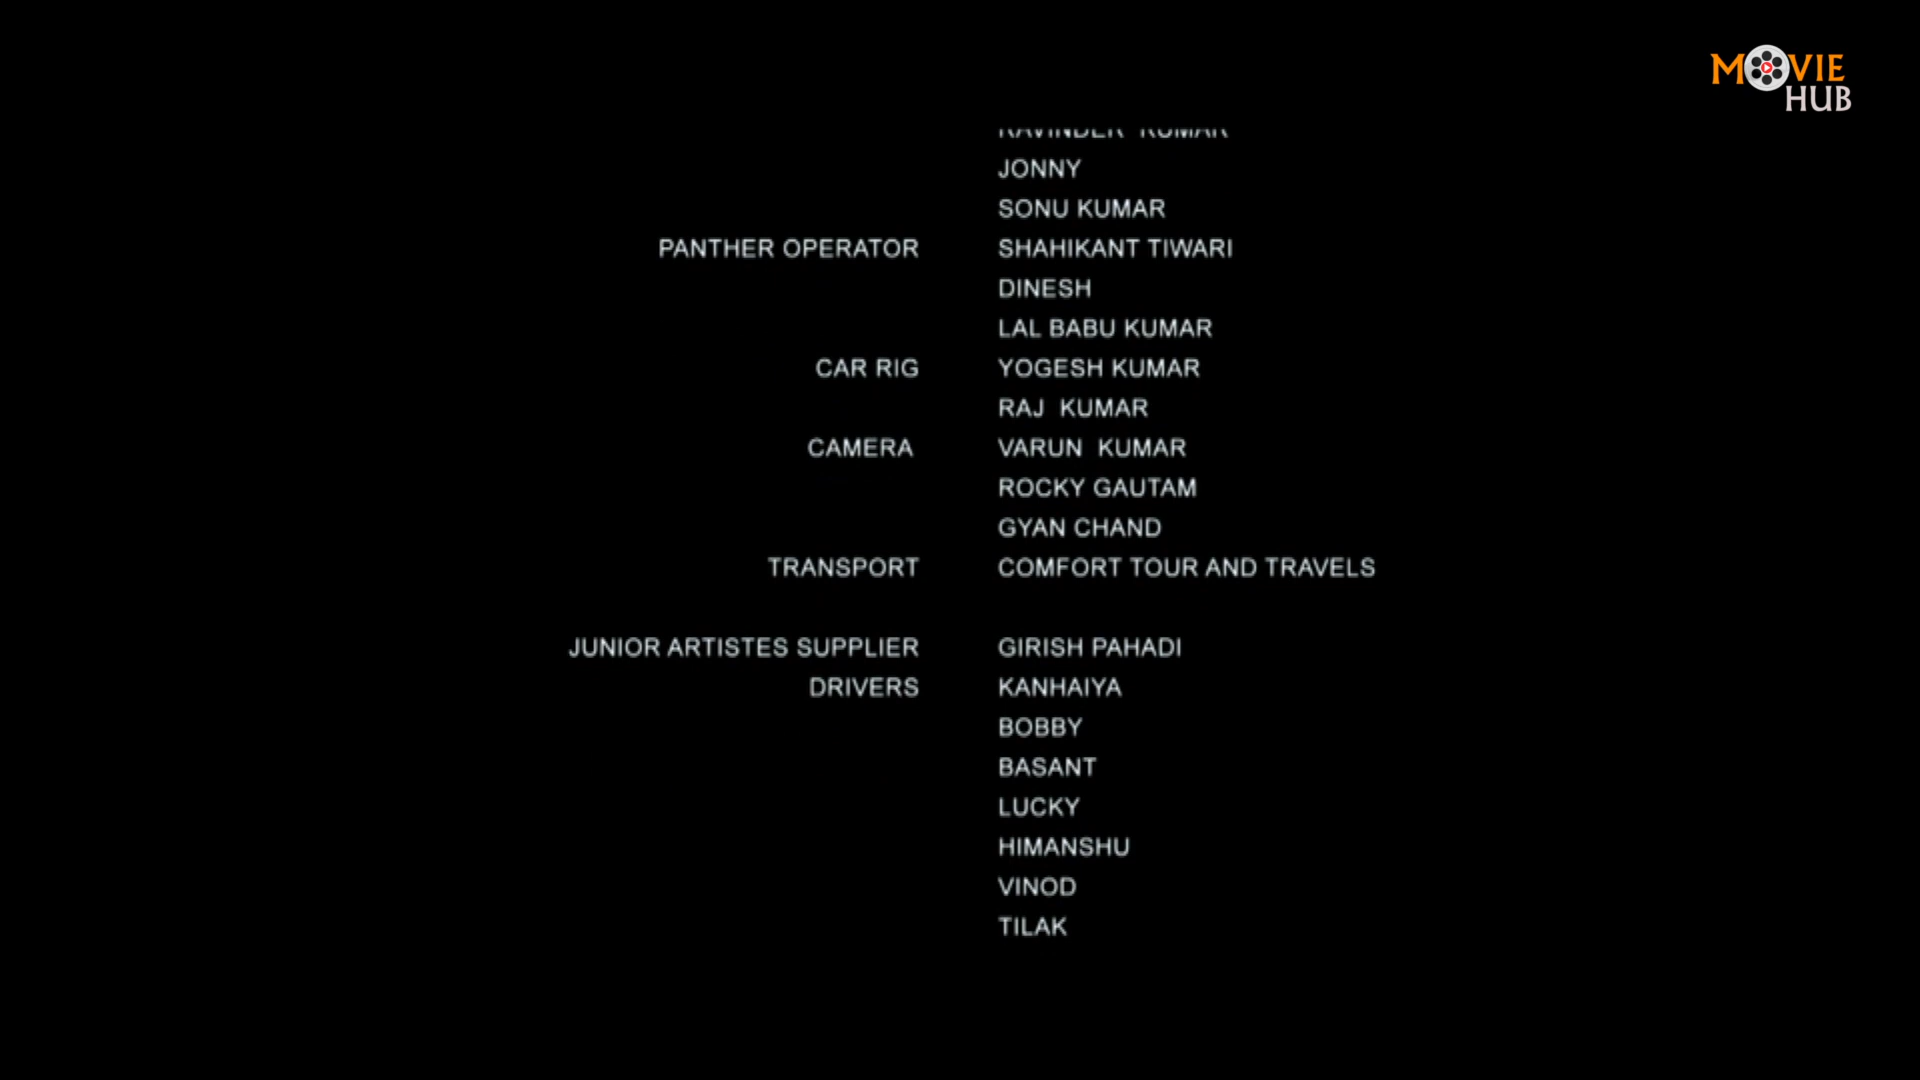 MOVIE
HUB
RAVINDER  KUMAR
JONNY
SONU KUMAR
PANTHER OPERATOR SHAHIKANT TIWARI
DINESH
LAL BABU KUMAR
CAR RIG YOGESH KUMAR
RAJ  KUMAR
CAMERA VARUN  KUMAR
ROCKY GAUTAM
GYAN CHAND
TRANSPORT COMFORT TOUR AND TRAVELS
JUNIOR ARTISTES SUPPLIER GIRISH PAHADI
DRIVERS KANHAIYA
BOBBY
BASANT
LUCKY
HIMANSHU
VINOD
TILAK